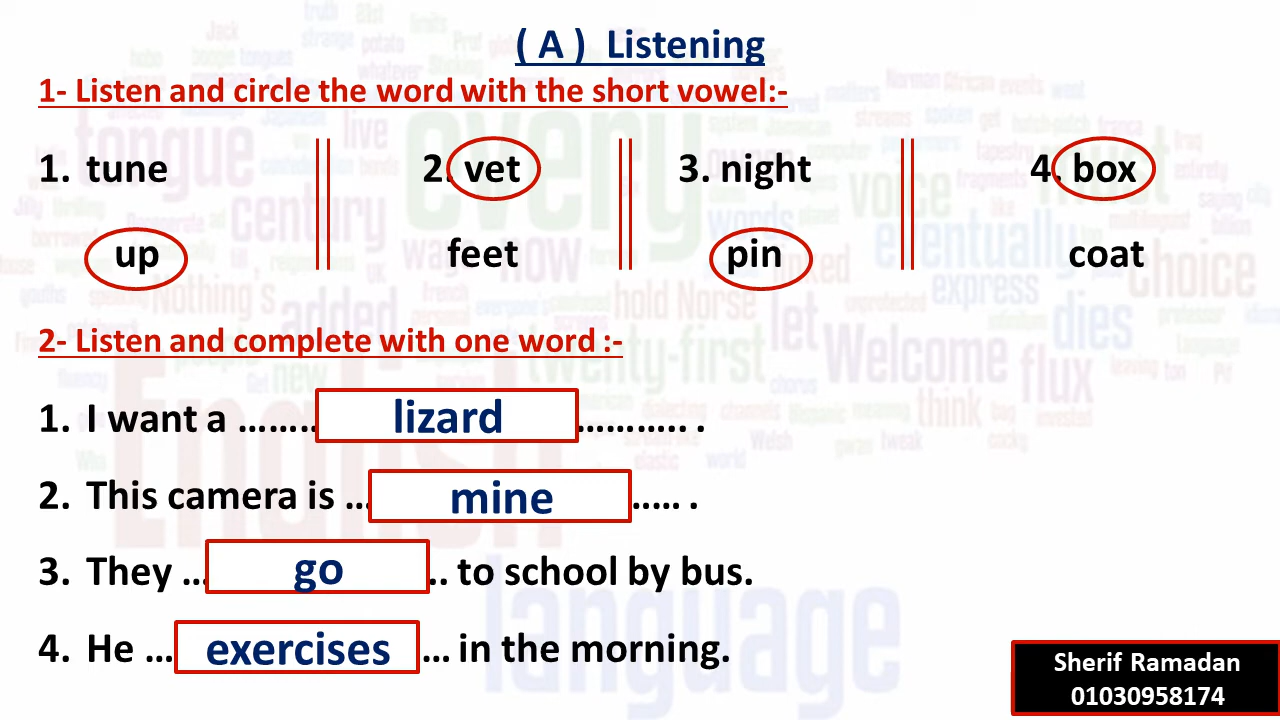 ( A ) Listening
1- Listen and circle the word with the short vowel:-
1. tune 2. vet 3. night 4. box
up feet pin coat
2- Listen and complete with one word :-
1. I want a ........ lizard ........... .
2. This camera is ... mine ..... .
3. They ... go .. to school by bus.
4. He ... exercises ... in the morning.
Sherif Ramadan
01030958174